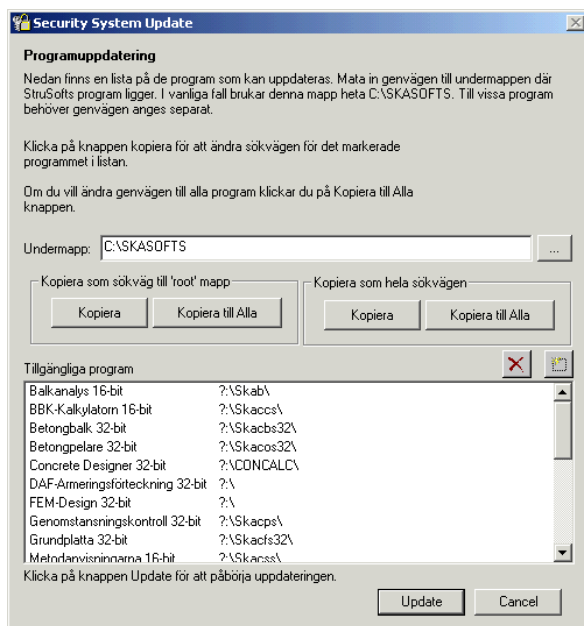 Security System Update
Programuppdatering
Nedan finns en lista på de program som kan uppdateras. Mata in genvägen till undermappen där
StruSofts program ligger. I vanliga fall brukar denna mapp heta C:\SKASOFTS. Till vissa program
behöver genvägen anges separat.
Klicka på knappen kopiera för att ändra sökvägen för det markerade
programmet i listan.
Om du vill ändra genvägen till alla program klickar du på Kopiera till Alla
knappen.
Undermapp: C:\SKASOFTS ...
Kopiera som sökväg till 'root' mapp
Kopiera Kopiera till Alla
Kopiera som hela sökvägen
Kopiera Kopiera till Alla
Tillgängliga program
Balkanalys 16-bit ?:\Skab\
BBK-Kalkylatorn 16-bit ?:\Skaccs\
Betongbalk 32-bit ?:\Skacbs32\
Betongpelare 32-bit ?:\Skacos32\
Concrete Designer 32-bit ?:\CONCALC\
DAF-Armeringsförteckning 32-bit ?:\
FEM-Design 32-bit ?:\
Genomstansningskontroll 32-bit ?:\Skacps\
Grundplatta 32-bit ?:\Skacfs32\
Metodanvisningarna 16-bit ?:\Skacss\
Klicka på knappen Update för att påbörja uppdateringen.
Update Cancel